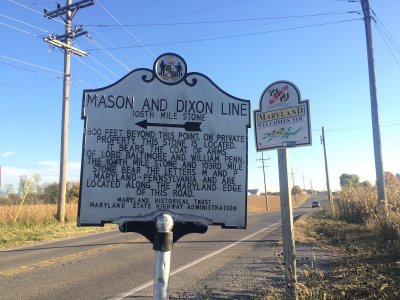 MASON AND DIXON LINE
105TH MILE STONE
300 FEET BEYOND THIS POINT ON PRIVATE
PROPERTY THIS STONE IS LOCATED.
IT BEARS THE COAT OF ARMS
OF LORD BALTIMORE AND WILLIAM PENN.
THE 104TH MILE STONE AND 103RD MILE
STONE BEAR THE LETTERS M AND P
(MARYLAND-PENNSYLVANIA) AND ARE
LOCATED ALONG THE MARYLAND EDGE
OF THIS ROAD.
MARYLAND HISTORICAL TRUST
MARYLAND STATE HIGHWAY ADMINISTRATION
MARYLAND
WELCOMES YOU